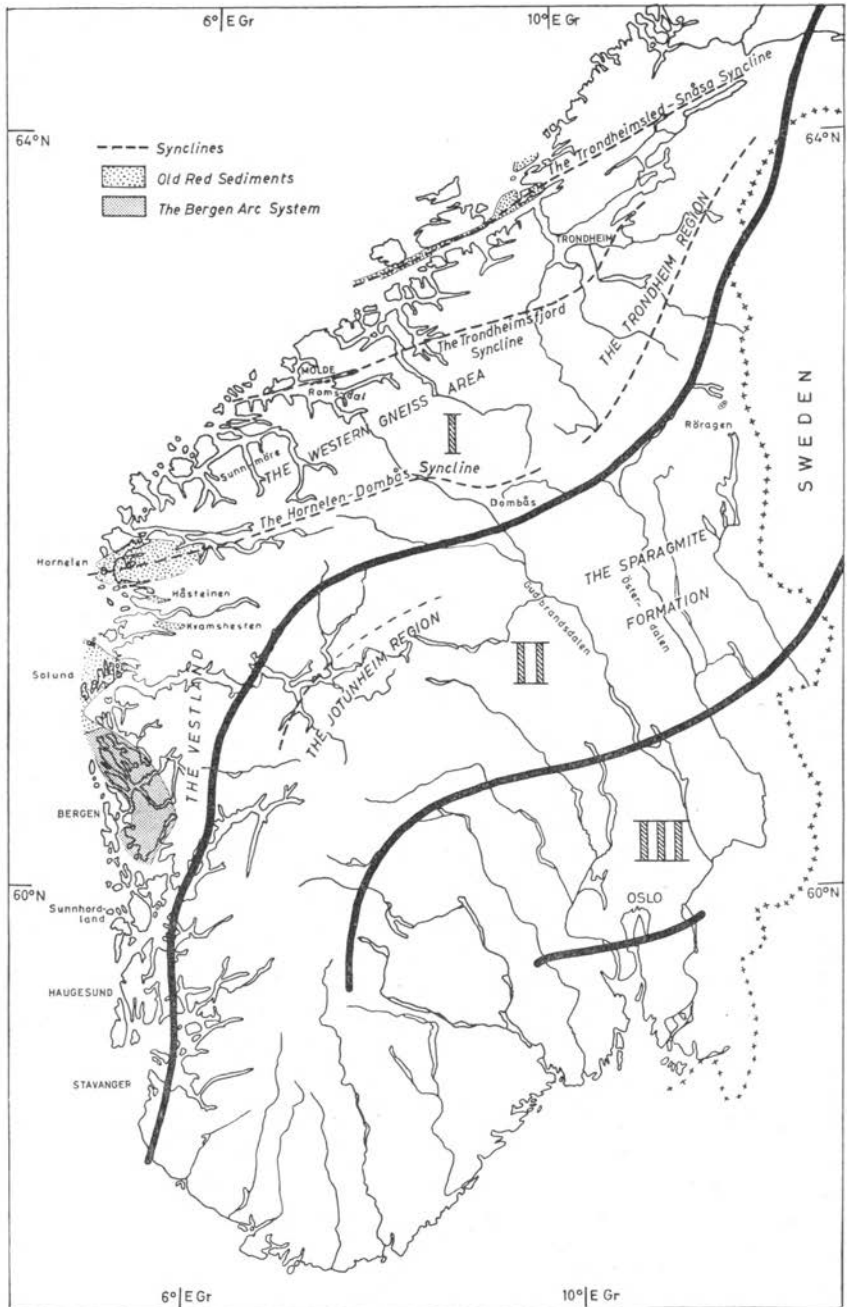 6° E Gr
10° E Gr
64°N
64°N
Synclines
Old Red Sediments
The Bergen Arc System
The Trondheimsled-Snåsa Syncline
TRONDHEIM
THE TRONDHEIM REGION
The Trondheimsfjord
Syncline
MOLDE
Romsdal
THE WESTERN GNEISS AREA
I
Sunnmöre
SWEDEN
Röragen
The Hornelen-Dombås Syncline
Dombås
Hornelen
Håsteinen
Kvamshesten
THE SPARAGMITE
FORMATION
Österdalen
Gudbrandsdalen
II
THE JOTUNHEIM REGION
Solund
THE VESTLAND
BERGEN
III
60°N
60°N
OSLO
Sunnhord-
land
HAUGESUND
STAVANGER
6° E Gr
10° E Gr